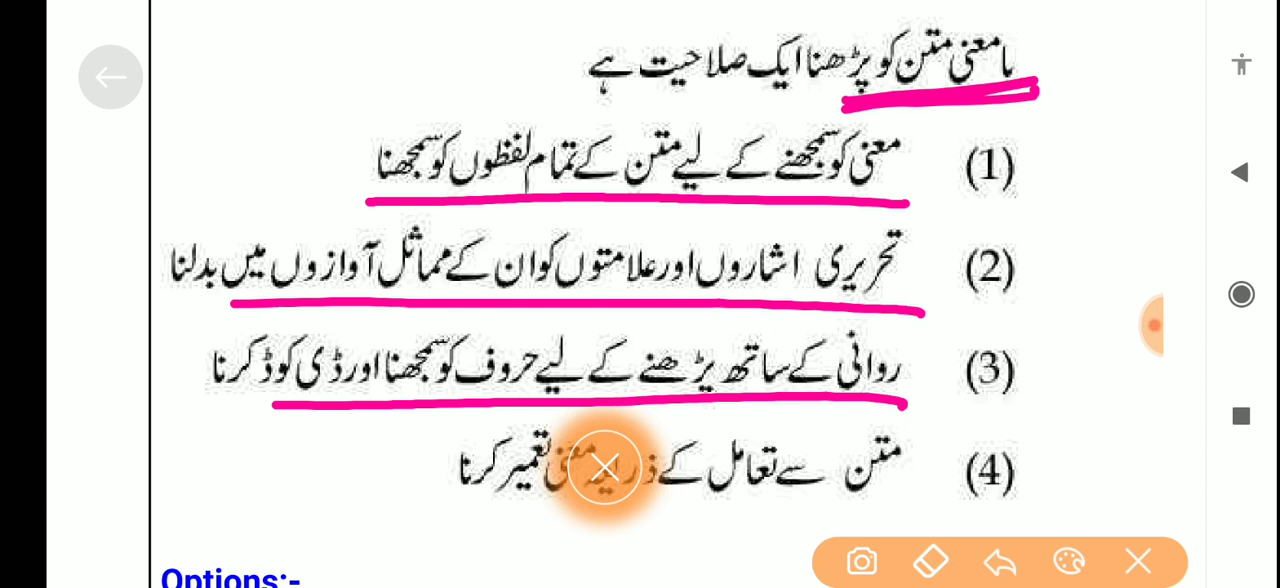 بامعنی متن کو پڑھنا ایک صلاحیت ہے
(1) معنی کو سمجھنے کے لیے متن کے تمام لفظوں کو سمجھنا
(2) تحریری اشاروں اور علامتوں کو ان کے مماثل آوازوں میں بدلنا
(3) روانی کے ساتھ پڑھنے کے لیے حروف کو سمجھنا اور ڈی کوڈ کرنا
(4) متن سے تعامل کے ذریعہ معنی تعمیر کرنا
Options:-